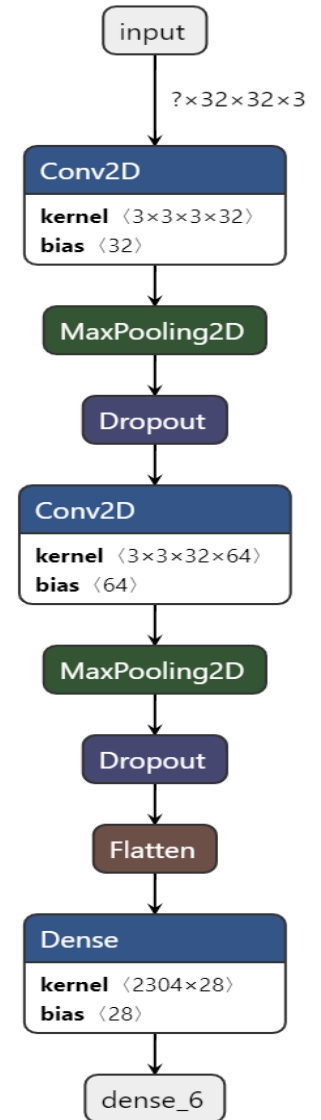 input
?×32×32×3
Conv2D
kernel ⟨3×3×3×32⟩
bias ⟨32⟩
MaxPooling2D
Dropout
Conv2D
kernel ⟨3×3×32×64⟩
bias ⟨64⟩
MaxPooling2D
Dropout
Flatten
Dense
kernel ⟨2304×28⟩
bias ⟨28⟩
dense_6